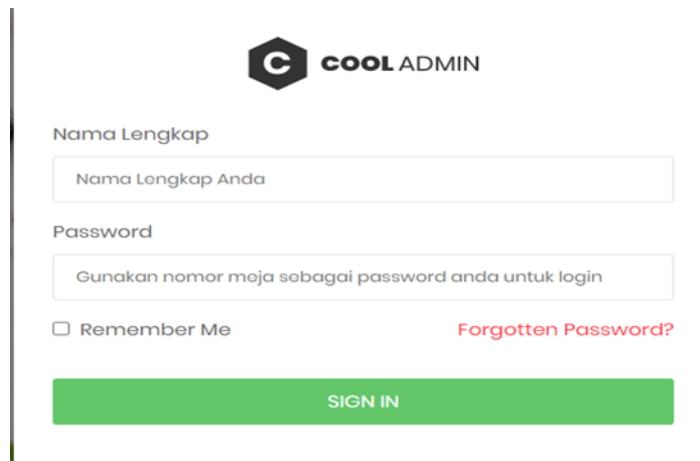 C COOL ADMIN
Nama Lengkap
Nama Lengkap Anda
Password
Gunakan nomor meja sebagai password anda untuk login
Remember Me Forgotten Password?
SIGN IN